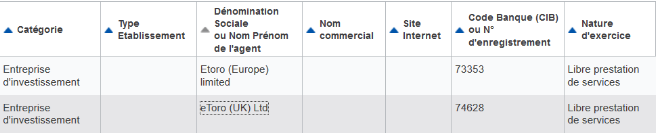 Catégorie
Type
Etablissement
Dénomination
Sociale
ou Nom Prénom
de l'agent
Nom
commercial
Site
Internet
Code Banque (CIB)
ou N°
d'enregistrement
Nature
d'exercice
Entreprise
d'investissement
Etoro (Europe)
limited
73353
Libre prestation
de services
Entreprise
d'investissement
eToro (UK) Ltd
74628
Libre prestation
de services